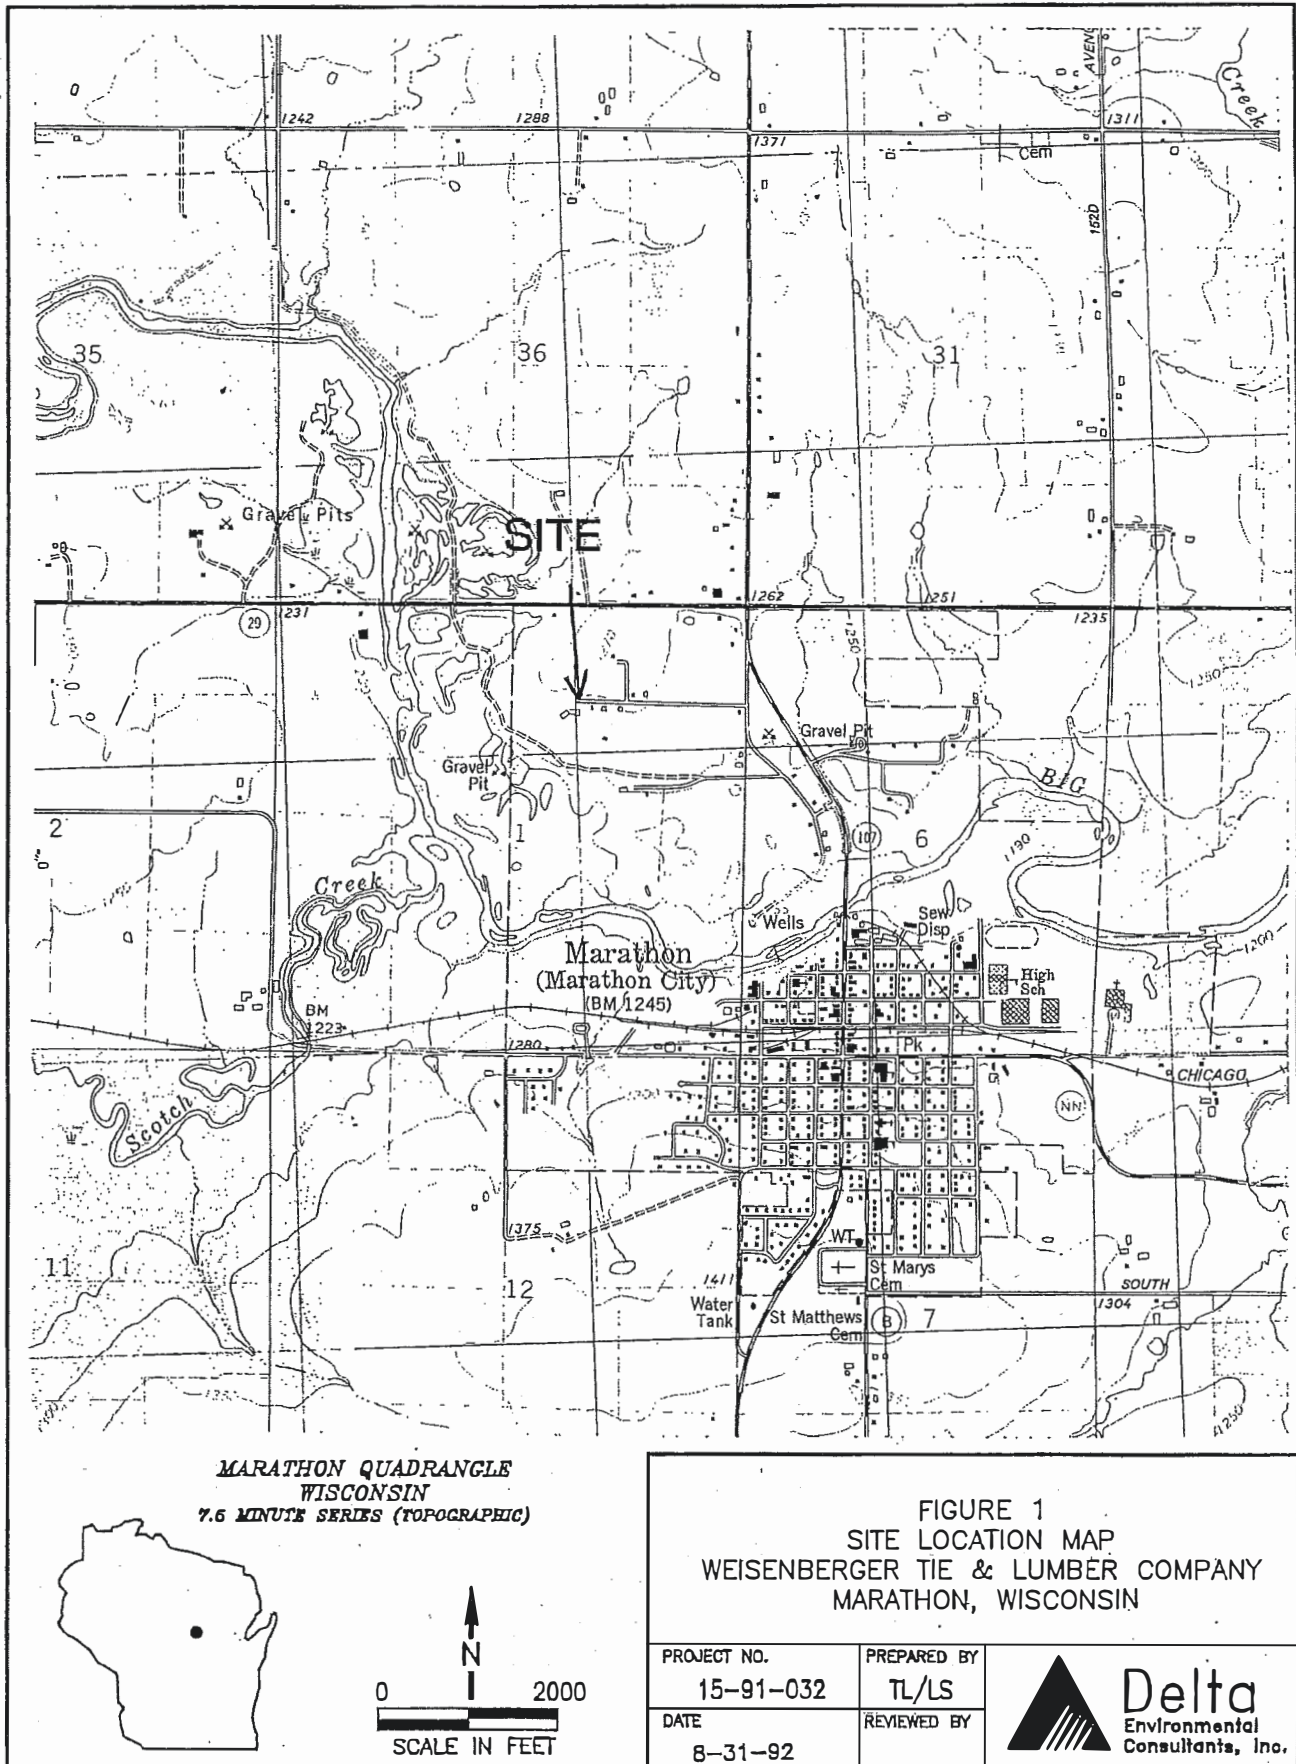 AVENU
Creek
1242
1288
1371
1311
Cem
152D
35
36
31
Gravel Pits
SITE
29
1231
1262
1251
1235
1250
1250
Gravel Pit
Gravel
Pit
BIG
2
1
107
6
1190
Creek
Wells
Sew
Disp
1200
Marathon
(Marathon City)
(BM 1245)
High
Sch
BM
1223
1280
Pk
CHICAGO
NN
Scotch
1375
WT
11
12
1411
St Marys
Cem
SOUTH
1304
Water
Tank
St Matthews
Cem
B
7
1250
MARATHON QUADRANGLE
WISCONSIN
7.5 MINUTE SERIES (TOPOGRAPHIC)
N
0 2000
SCALE IN FEET
FIGURE 1
SITE LOCATION MAP
WEISENBERGER TIE & LUMBER COMPANY
MARATHON, WISCONSIN
PROJECT NO.
15-91-032
PREPARED BY
TL/LS
DATE
8-31-92
REVIEWED BY
Delta
Environmental
Consultants, Inc.